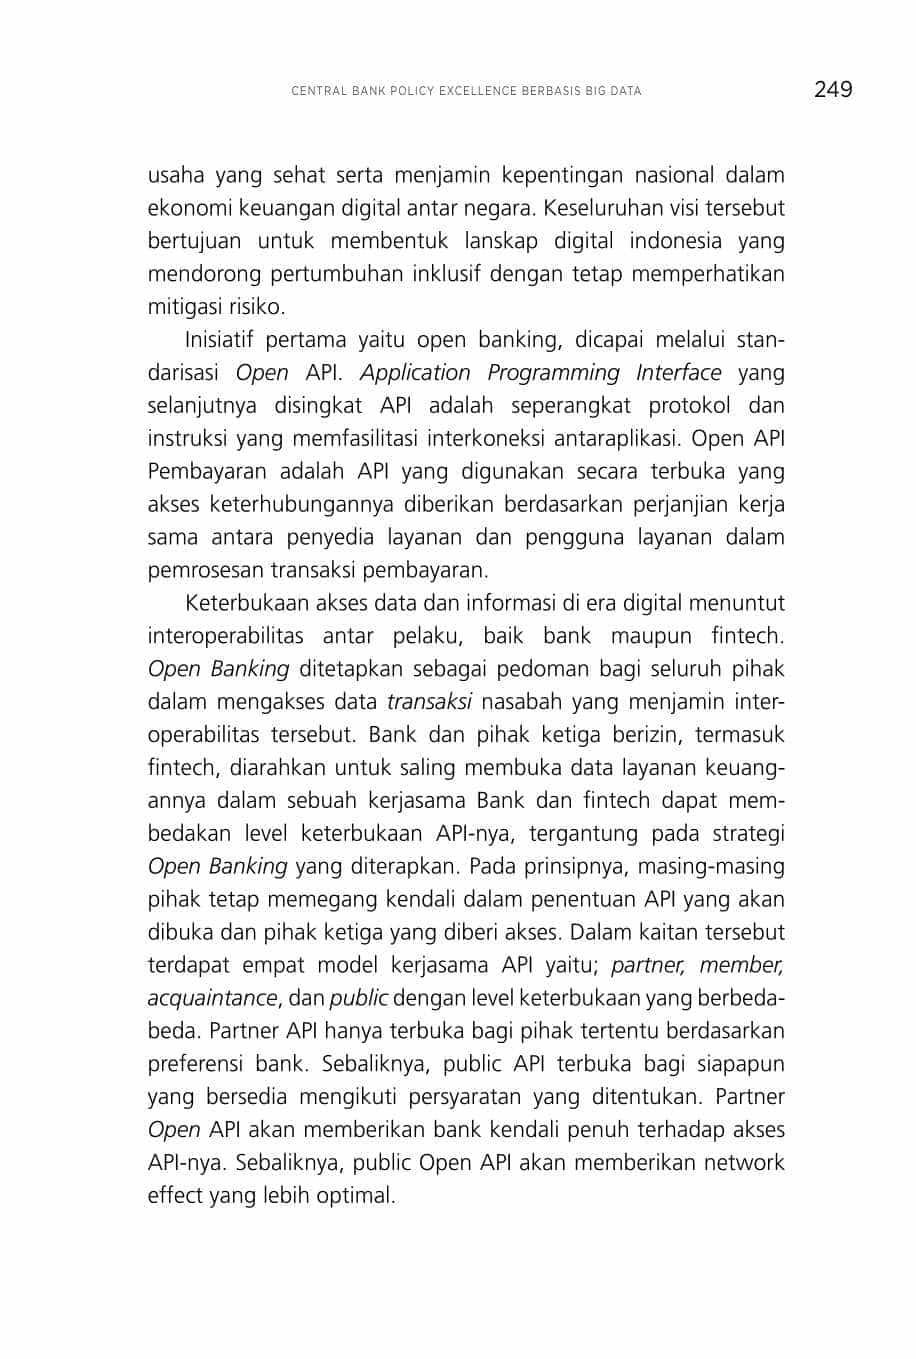 CENTRAL BANK POLICY EXCELLENCE BERBASIS BIG DATA 249
usaha yang sehat serta menjamin kepentingan nasional dalam
ekonomi keuangan digital antar negara. Keseluruhan visi tersebut
bertujuan untuk membentuk lanskap digital indonesia yang
mendorong pertumbuhan inklusif dengan tetap memperhatikan
mitigasi risiko.
Inisiatif pertama yaitu open banking, dicapai melalui stan-
darisasi Open API. Application Programming Interface yang
selanjutnya disingkat API adalah seperangkat protokol dan
instruksi yang memfasilitasi interkoneksi antaraplikasi. Open API
Pembayaran adalah API yang digunakan secara terbuka yang
akses keterhubungannya diberikan berdasarkan perjanjian kerja
sama antara penyedia layanan dan pengguna layanan dalam
pemrosesan transaksi pembayaran.
Keterbukaan akses data dan informasi di era digital menuntut
interoperabilitas antar pelaku, baik bank maupun fintech.
Open Banking ditetapkan sebagai pedoman bagi seluruh pihak
dalam mengakses data transaksi nasabah yang menjamin inter-
operabilitas tersebut. Bank dan pihak ketiga berizin, termasuk
fintech, diarahkan untuk saling membuka data layanan keuang-
annya dalam sebuah kerjasama Bank dan fintech dapat mem-
bedakan level keterbukaan API-nya, tergantung pada strategi
Open Banking yang diterapkan. Pada prinsipnya, masing-masing
pihak tetap memegang kendali dalam penentuan API yang akan
dibuka dan pihak ketiga yang diberi akses. Dalam kaitan tersebut
terdapat empat model kerjasama API yaitu; partner, member,
acquaintance, dan public dengan level keterbukaan yang berbeda-
beda. Partner API hanya terbuka bagi pihak tertentu berdasarkan
preferensi bank. Sebaliknya, public API terbuka bagi siapapun
yang bersedia mengikuti persyaratan yang ditentukan. Partner
Open API akan memberikan bank kendali penuh terhadap akses
API-nya. Sebaliknya, public Open API akan memberikan network
effect yang lebih optimal.